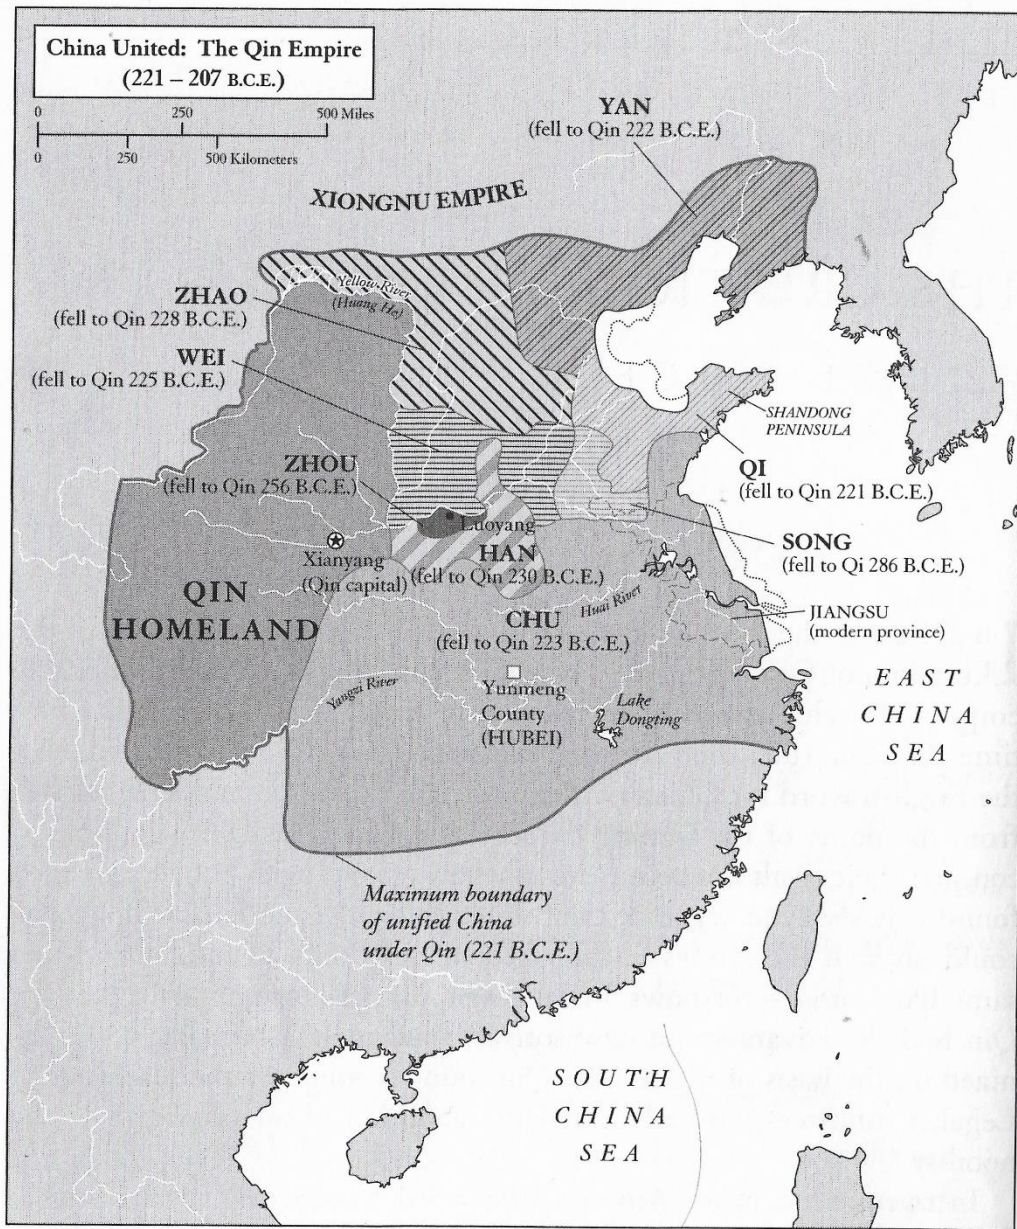 China United: The Qin Empire
(221 – 207 B.C.E.)
0 250 500 Miles
0 250 500 Kilometers
YAN
(fell to Qin 222 B.C.E.)
XIONGNU EMPIRE
Yellow River
(Huang He)
ZHAO
(fell to Qin 228 B.C.E.)
WEI
(fell to Qin 225 B.C.E.)
SHANDONG
PENINSULA
ZHOU
(fell to Qin 256 B.C.E.)
QI
(fell to Qin 221 B.C.E.)
Luoyang
Xianyang
(Qin capital)
HAN
(fell to Qin 230 B.C.E.)
SONG
(fell to Qi 286 B.C.E.)
QIN
HOMELAND
Huai River
CHU
(fell to Qin 223 B.C.E.)
JIANGSU
(modern province)
Yangzi River
Yunmeng
County
(HUBEI)
Lake
Dongting
EAST
CHINA
SEA
Maximum boundary
of unified China
under Qin (221 B.C.E.)
SOUTH
CHINA
SEA